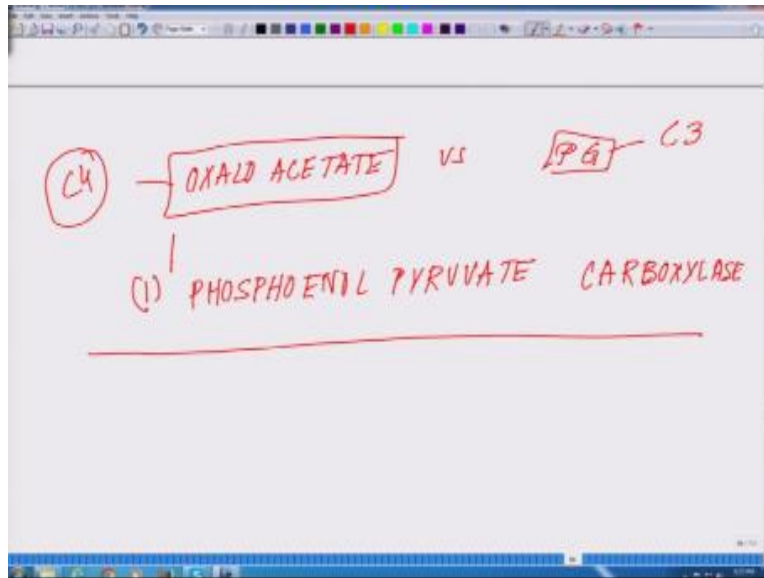 C4 — OXALO ACETATE vs PG — C3
(1) PHOSPHOENOL PYRUVATE CARBOXYLASE